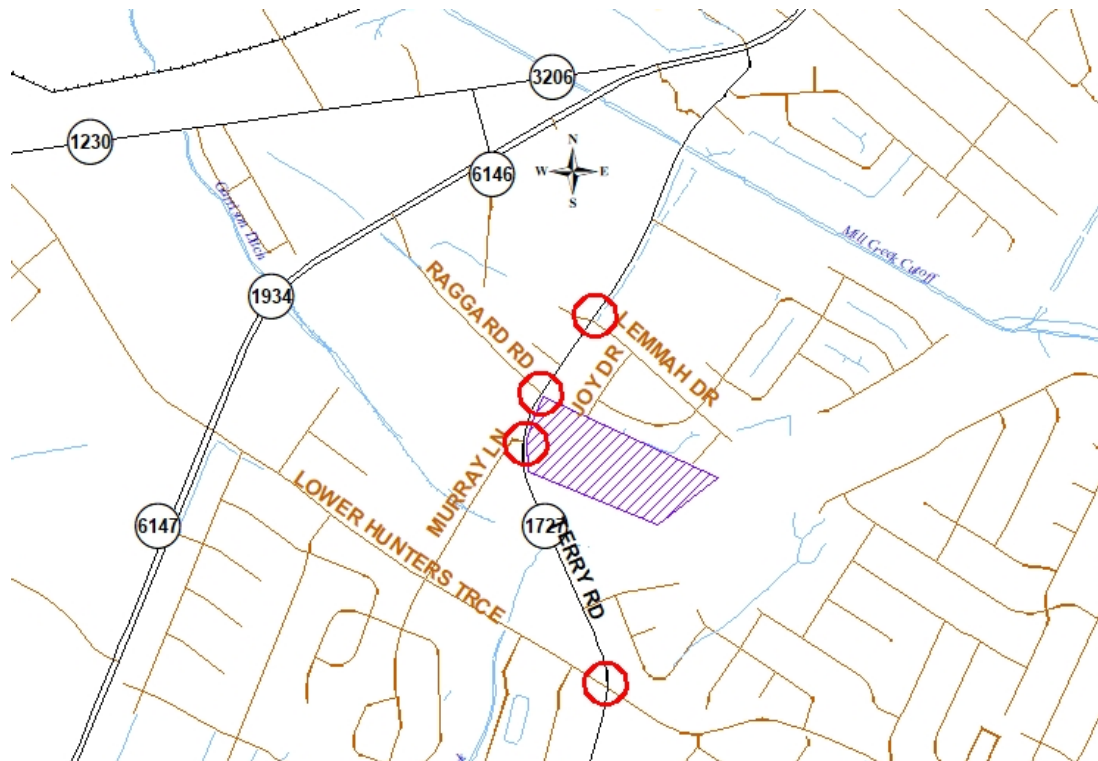 3206
1230
N
W E
S
6146
Garrison Ditch
Mill Creek Cutoff
1934
RAGGARD RD
LEMMAH DR
JOY DR
MURRAY LN
LOWER HUNTERS TRCE
6147
1727
TERRY RD